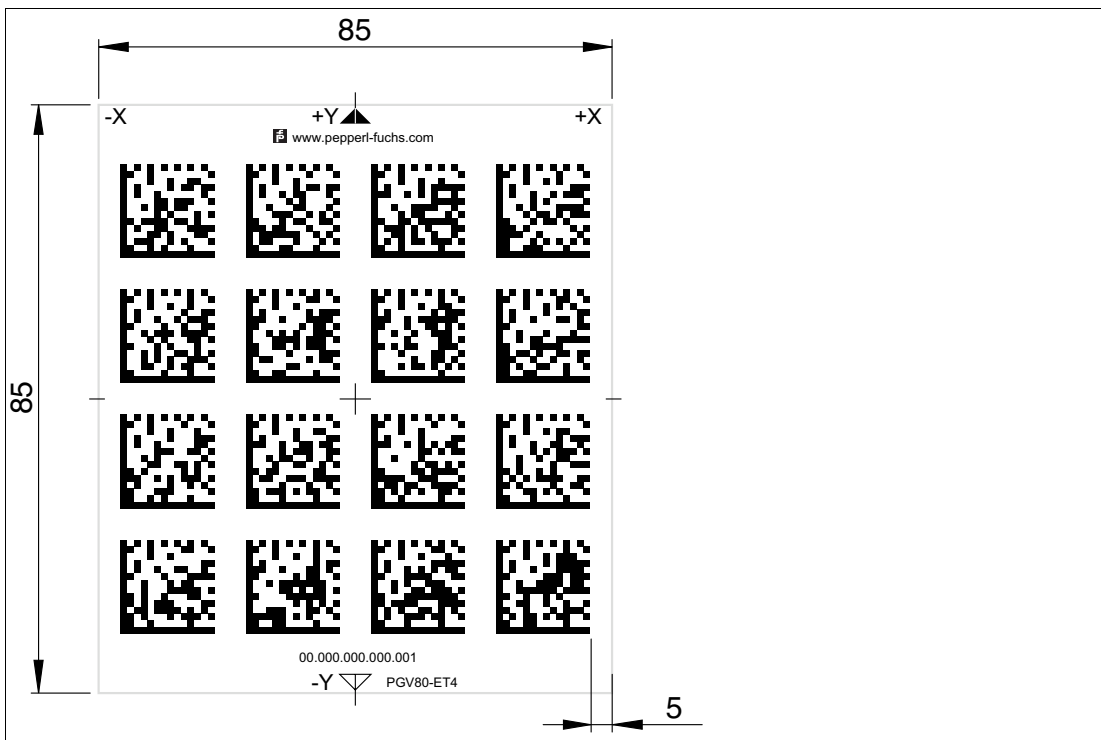 85
-X +Y +X
www.pepperl-fuchs.com
85
00.000.000.000.001
-Y PGV80-ET4
5